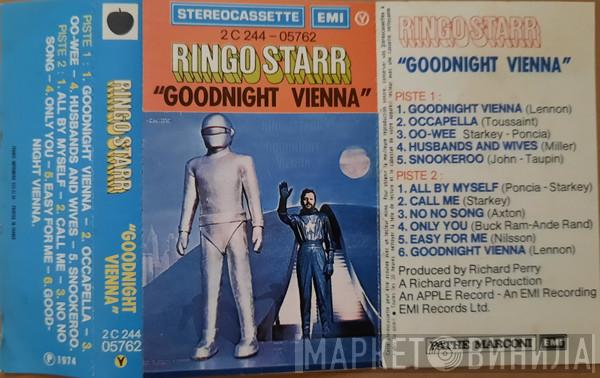 PISTE 1 : 1. GOODNIGHT VIENNA – 2. OCCAPELLA – 3.
OO-WEE – 4. HUSBANDS AND WIVES – 5. SNOOKEROO.
PISTE 2 : 1. ALL BY MYSELF – 2. CALL ME – 3. NO NO
SONG – 4. ONLY YOU – 5. EASY FOR ME – 6. GOOD-
NIGHT VIENNA.
RINGO STARR
"GOODNIGHT
VIENNA"
2 C 244
05762
Y
℗ 1974
STEREOCASSETTE EMI Y
2 C 244-05762
RINGO STARR
"GOODNIGHT VIENNA"
RINGO STARR
"GOODNIGHT VIENNA"
PISTE 1 :
1. GOODNIGHT VIENNA (Lennon)
2. OCCAPELLA (Toussaint)
3. OO-WEE Starkey - Poncia)
4. HUSBANDS AND WIVES (Miller)
5. SNOOKEROO (John - Taupin)
PISTE 2:
1. ALL BY MYSELF (Poncia - Starkey)
2. CALL ME (Starkey)
3. NO NO SONG (Axton)
4. ONLY YOU (Buck Ram-Ande Rand)
5. EASY FOR ME (Nilsson)
6. GOODNIGHT VIENNA (Lennon)
Produced by Richard Perry
A Richard Perry Production
An APPLE Record - An EMI Recording
EMI Records Ltd.
PATHE MARCONI EMI
МАРКЕТ ВИНИЛА